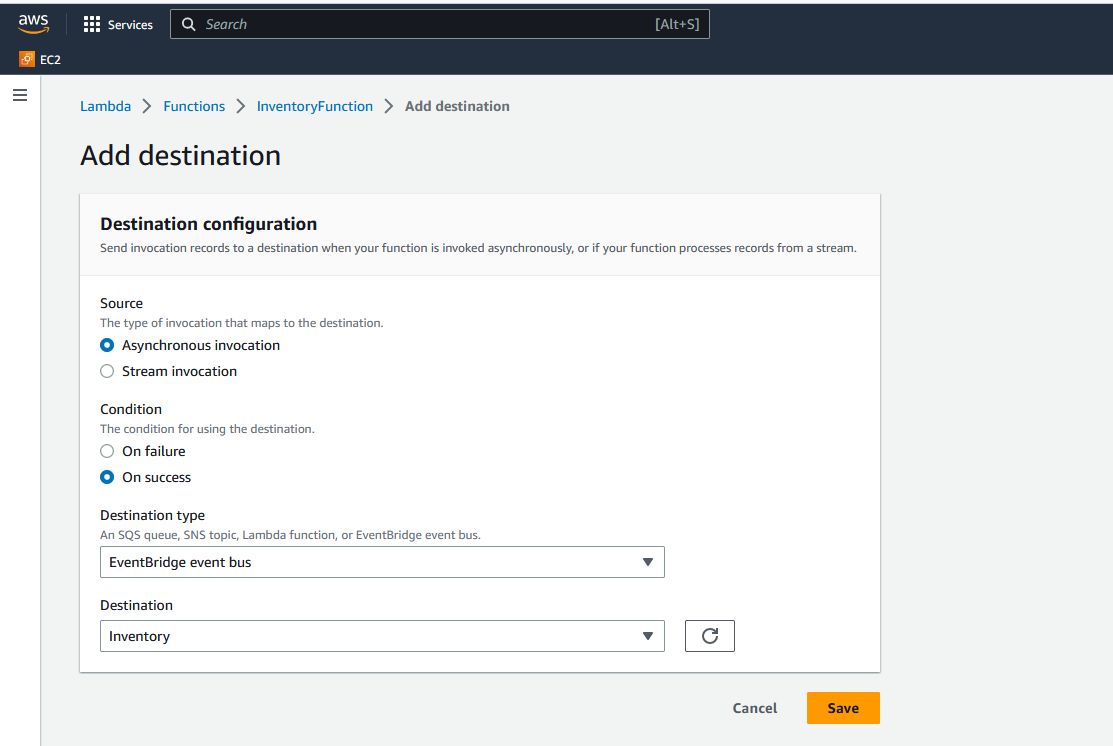 aws
Services
Search [Alt+S]
EC2
Lambda > Functions > InventoryFunction > Add destination
Add destination
Destination configuration
Send invocation records to a destination when your function is invoked asynchronously, or if your function processes records from a stream.
Source
The type of invocation that maps to the destination.
Asynchronous invocation
Stream invocation
Condition
The condition for using the destination.
On failure
On success
Destination type
An SQS queue, SNS topic, Lambda function, or EventBridge event bus.
EventBridge event bus
Destination
Inventory
Cancel Save